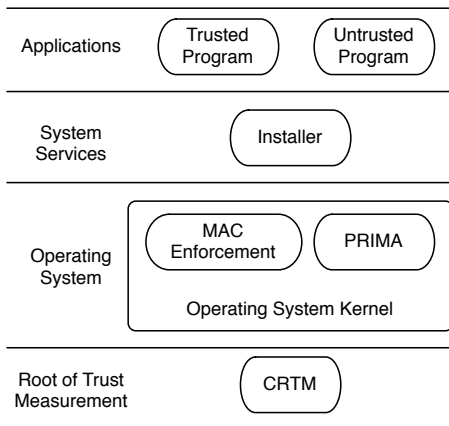 Applications
Trusted
Program
Untrusted
Program
System
Services
Installer
Operating
System
MAC
Enforcement
PRIMA
Operating System Kernel
Root of Trust
Measurement
CRTM